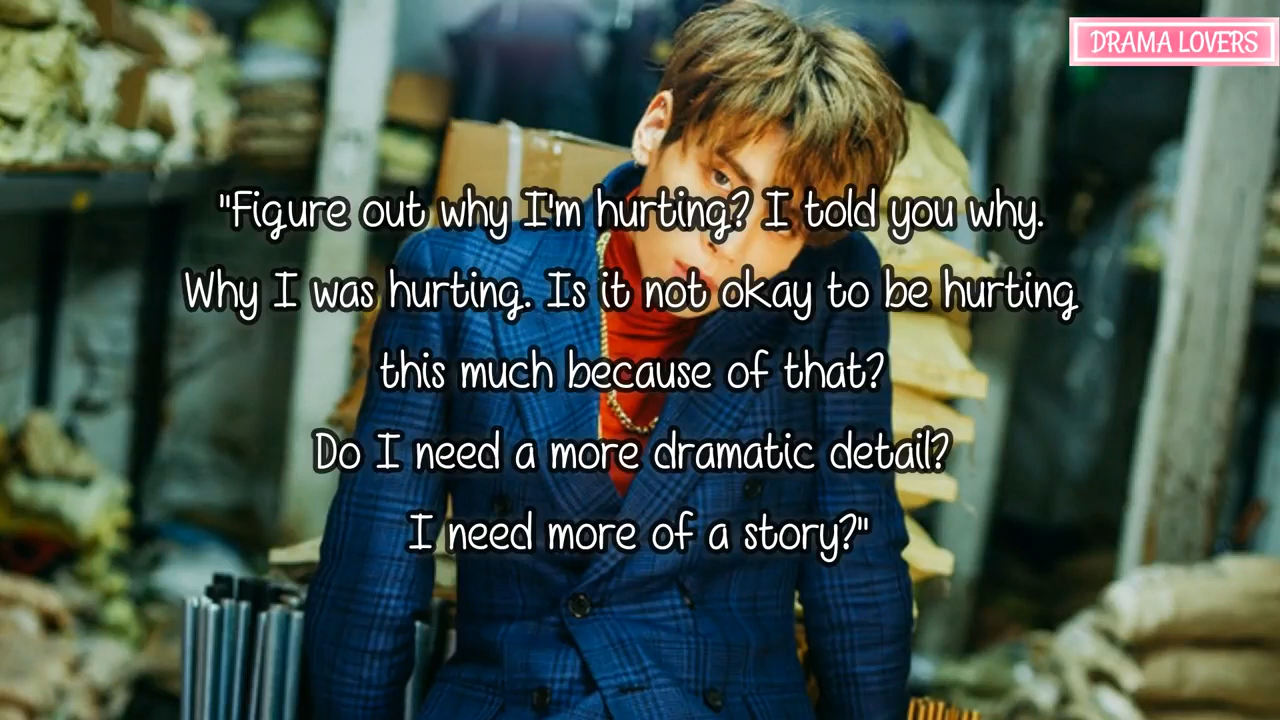 DRAMA LOVERS
"Figure out why I'm hurting? I told you why.
Why I was hurting. Is it not okay to be hurting
this much because of that?
Do I need a more dramatic detail?
I need more of a story?"